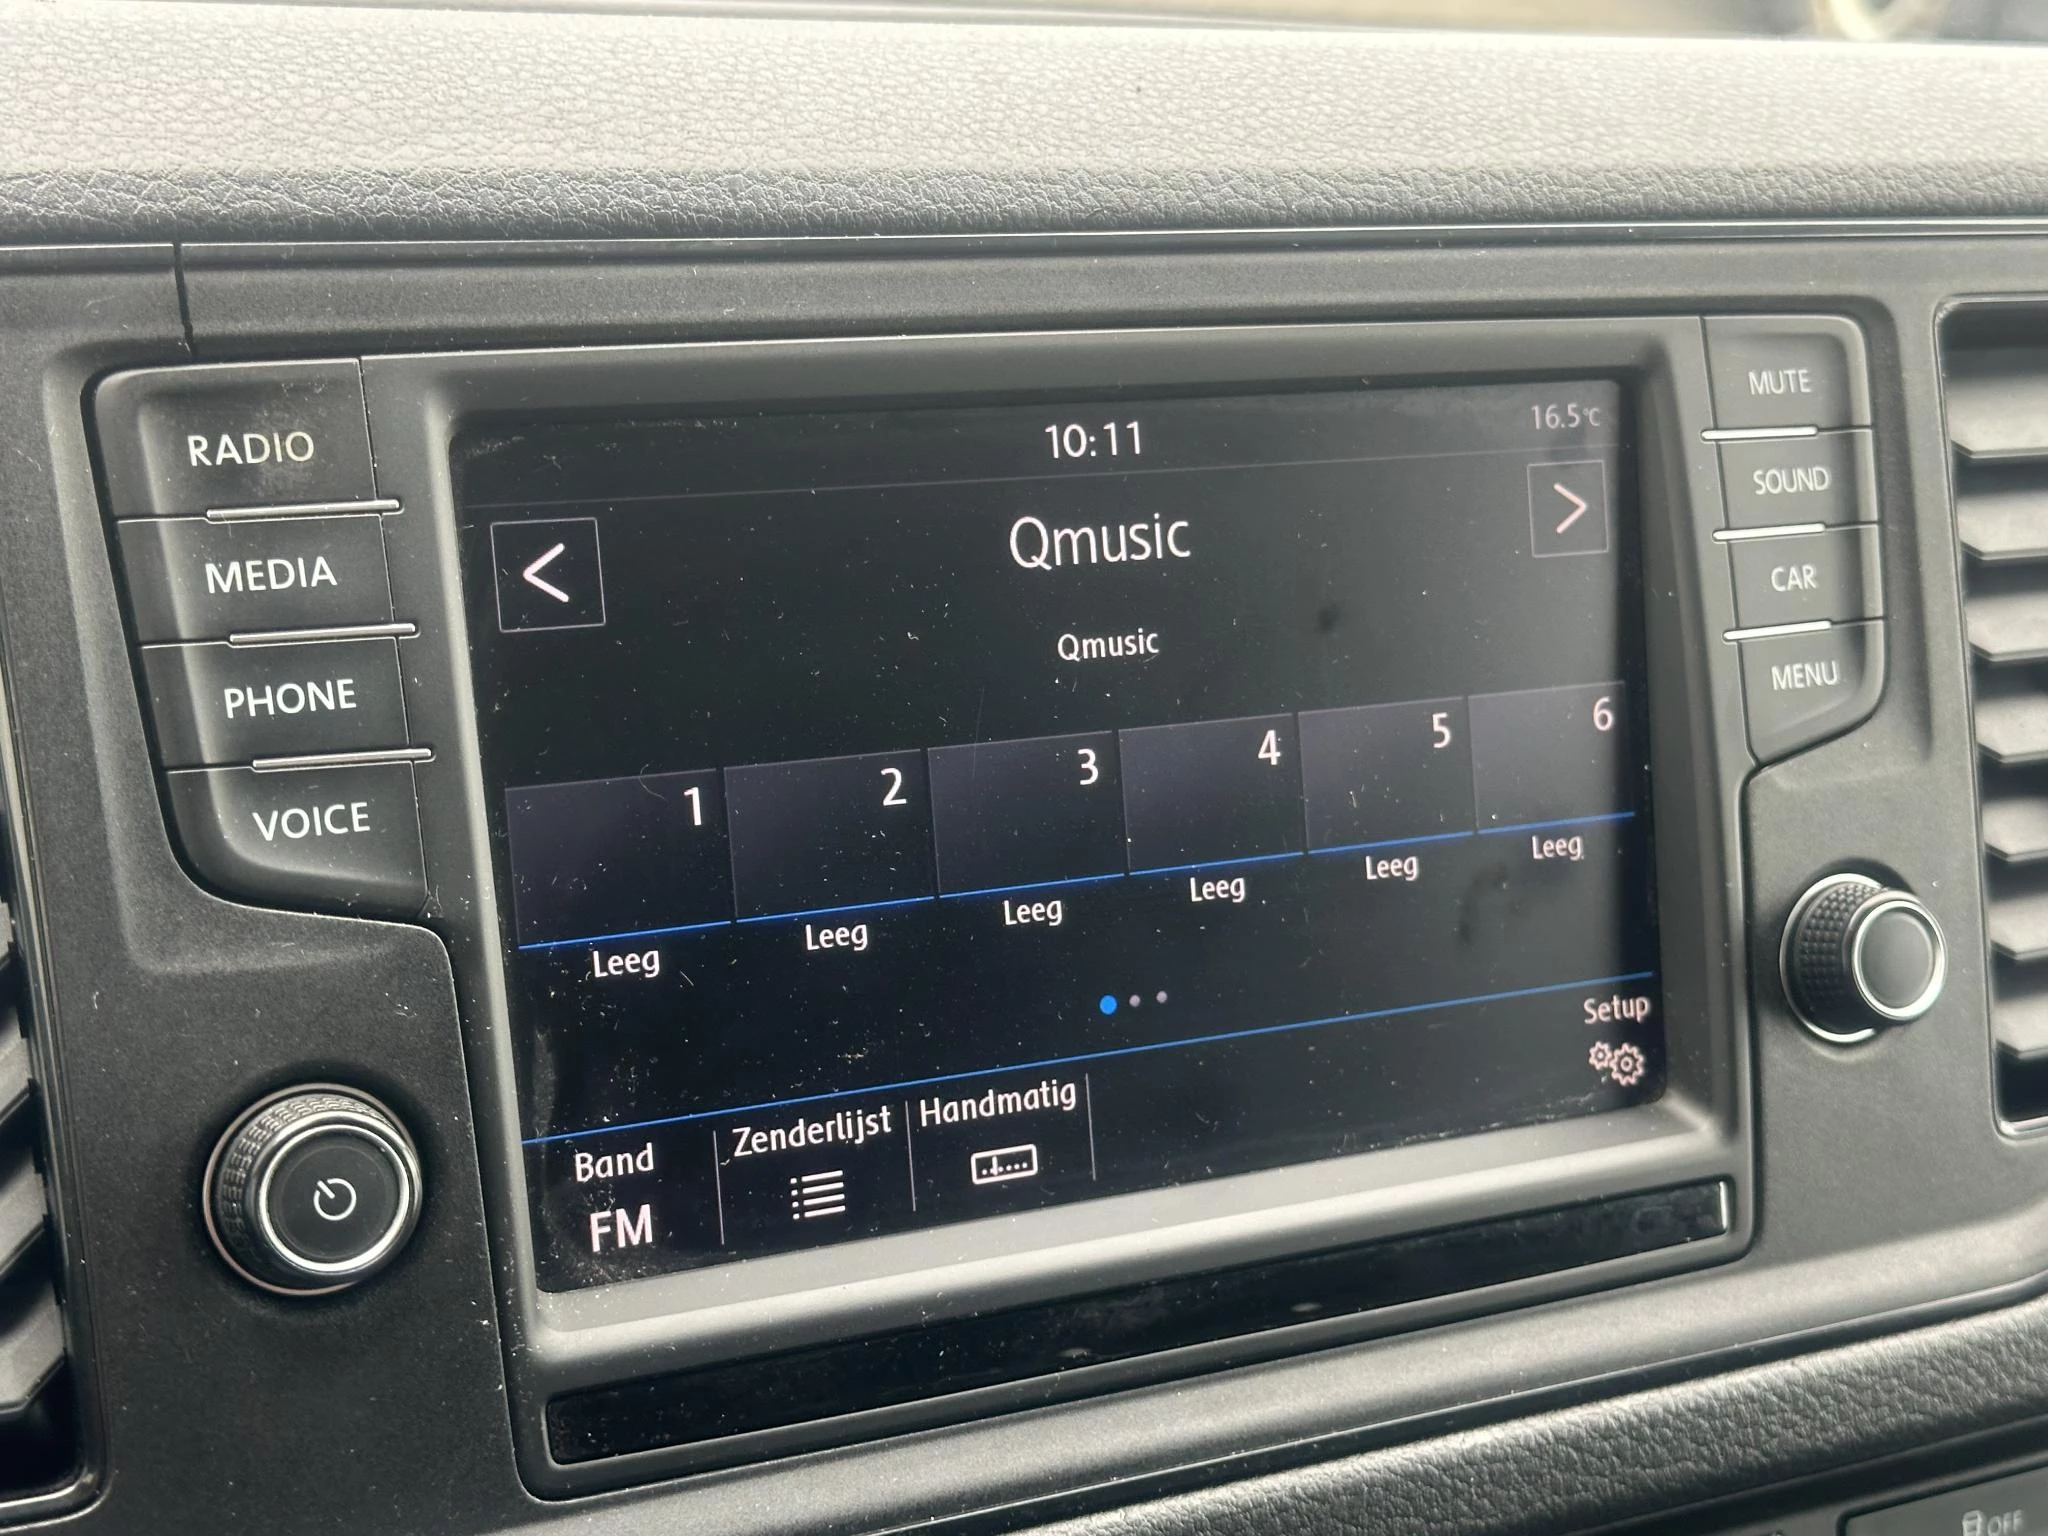 RADIO
MEDIA
PHONE
VOICE
10:11
16.5°C
<
Qmusic
>
Qmusic
1
2
3
4
5
6
Leeg
Leeg
Leeg
Leeg
Leeg
Leeg
Setup
Band
FM
Zenderlijst
Handmatig
MUTE
SOUND
CAR
MENU
OFF